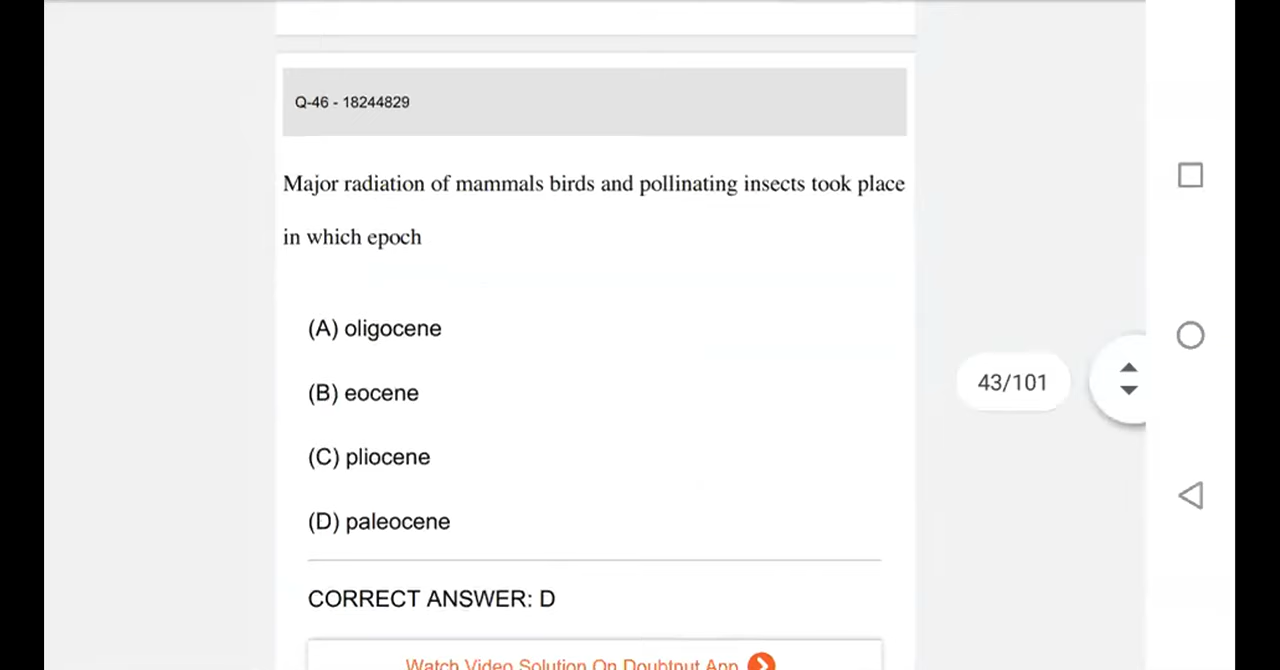 Q-46 - 18244829
Major radiation of mammals birds and pollinating insects took place
in which epoch
(A) oligocene
(B) eocene
43/101
(C) pliocene
(D) paleocene
CORRECT ANSWER: D
Watch Video Solution On Doubtnut App